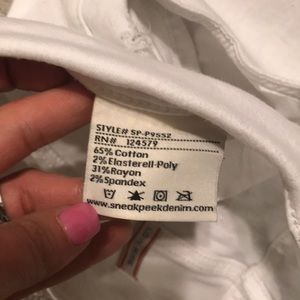 STYLE# SP-P9552
RN# 124579
65% Cotton
2% Elasterell-Poly
31% Rayon
2% Spandex
www.sneakpeekdenim.com